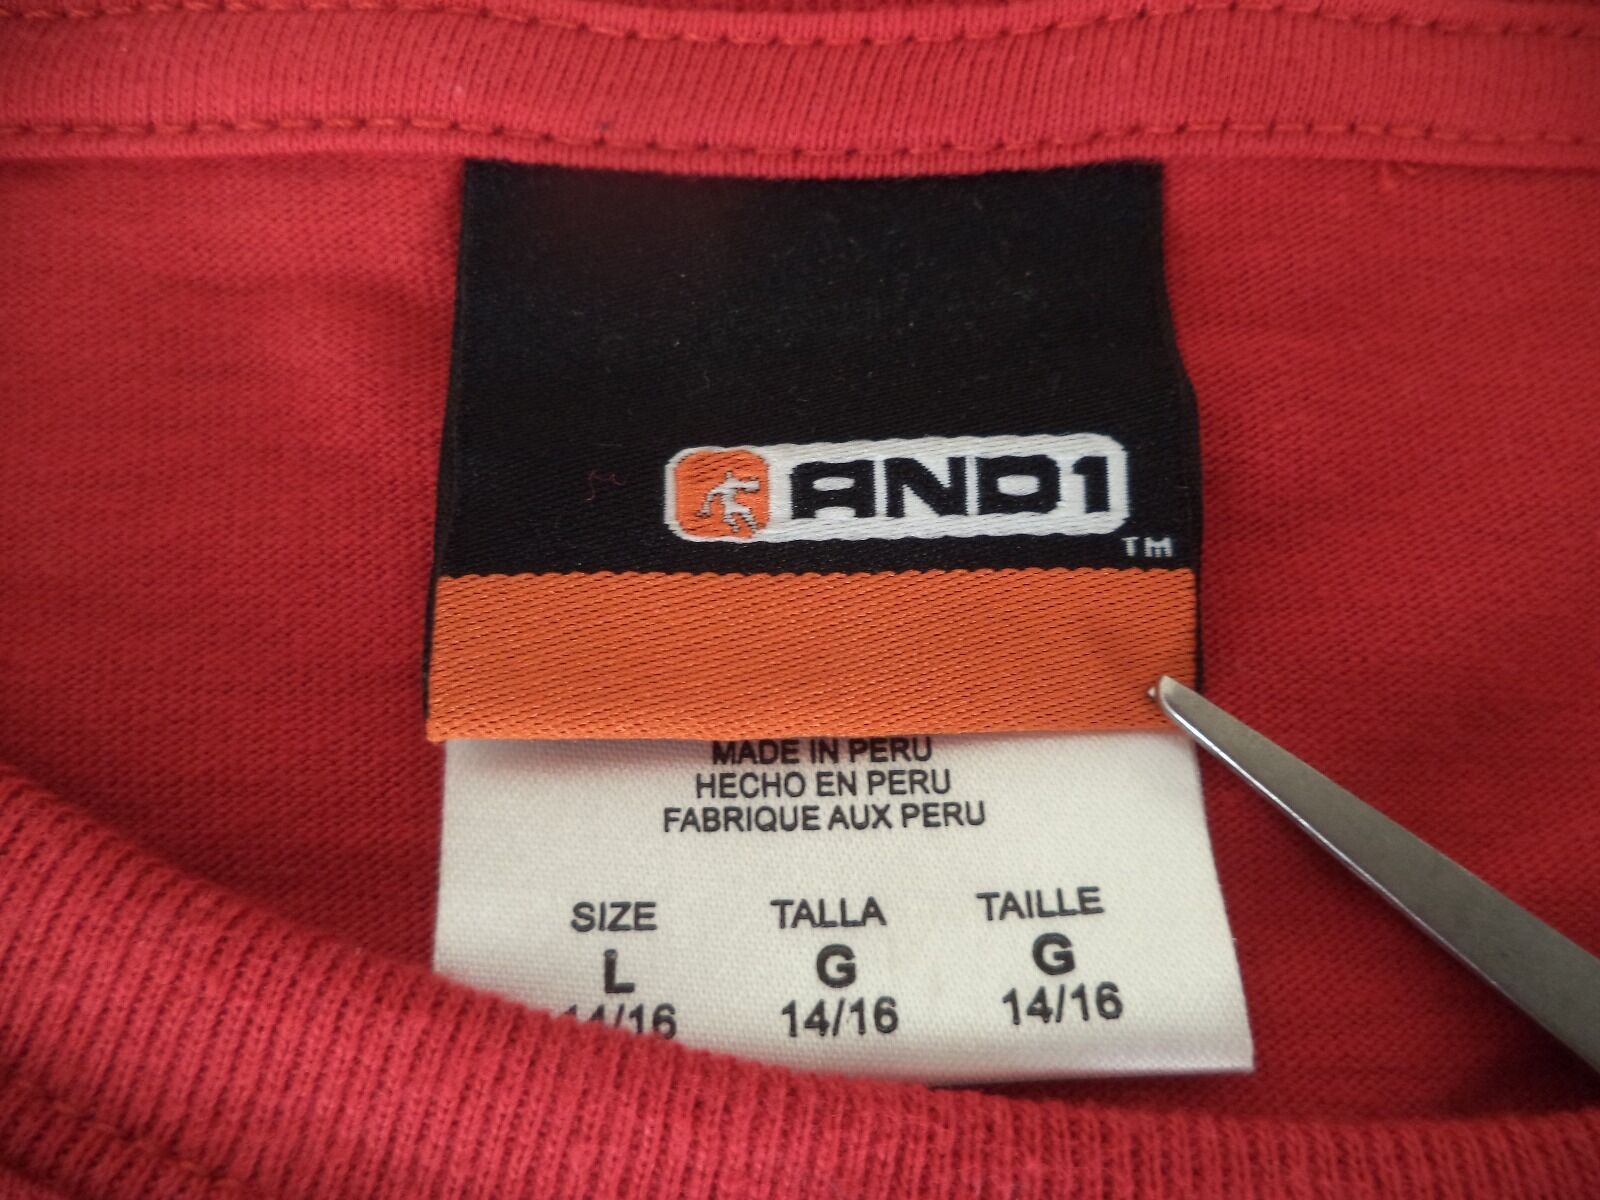 AND1
TM
MADE IN PERU
HECHO EN PERU
FABRIQUE AUX PERU
SIZE TALLA TAILLE
L G G
14/16 14/16 14/16